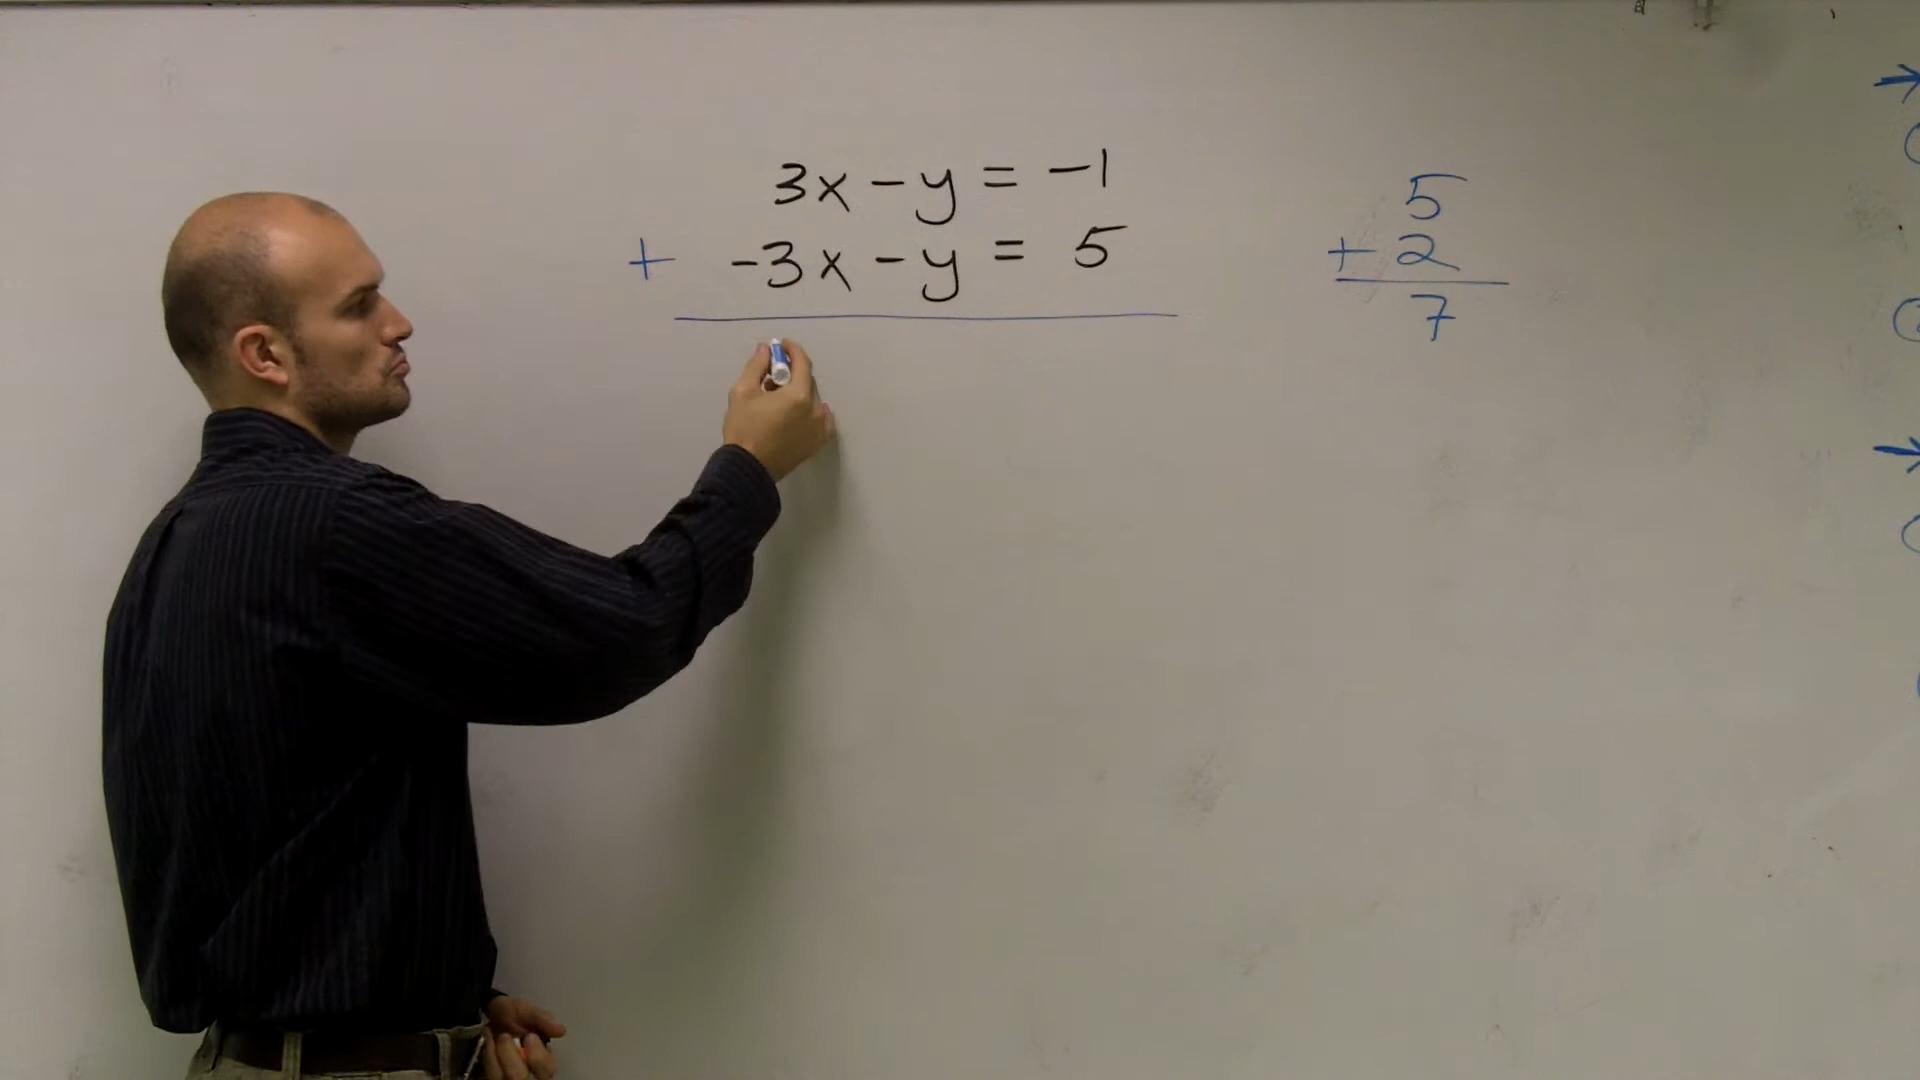 3x - y = -1
+ -3x - y = 5
5
+ 2
7